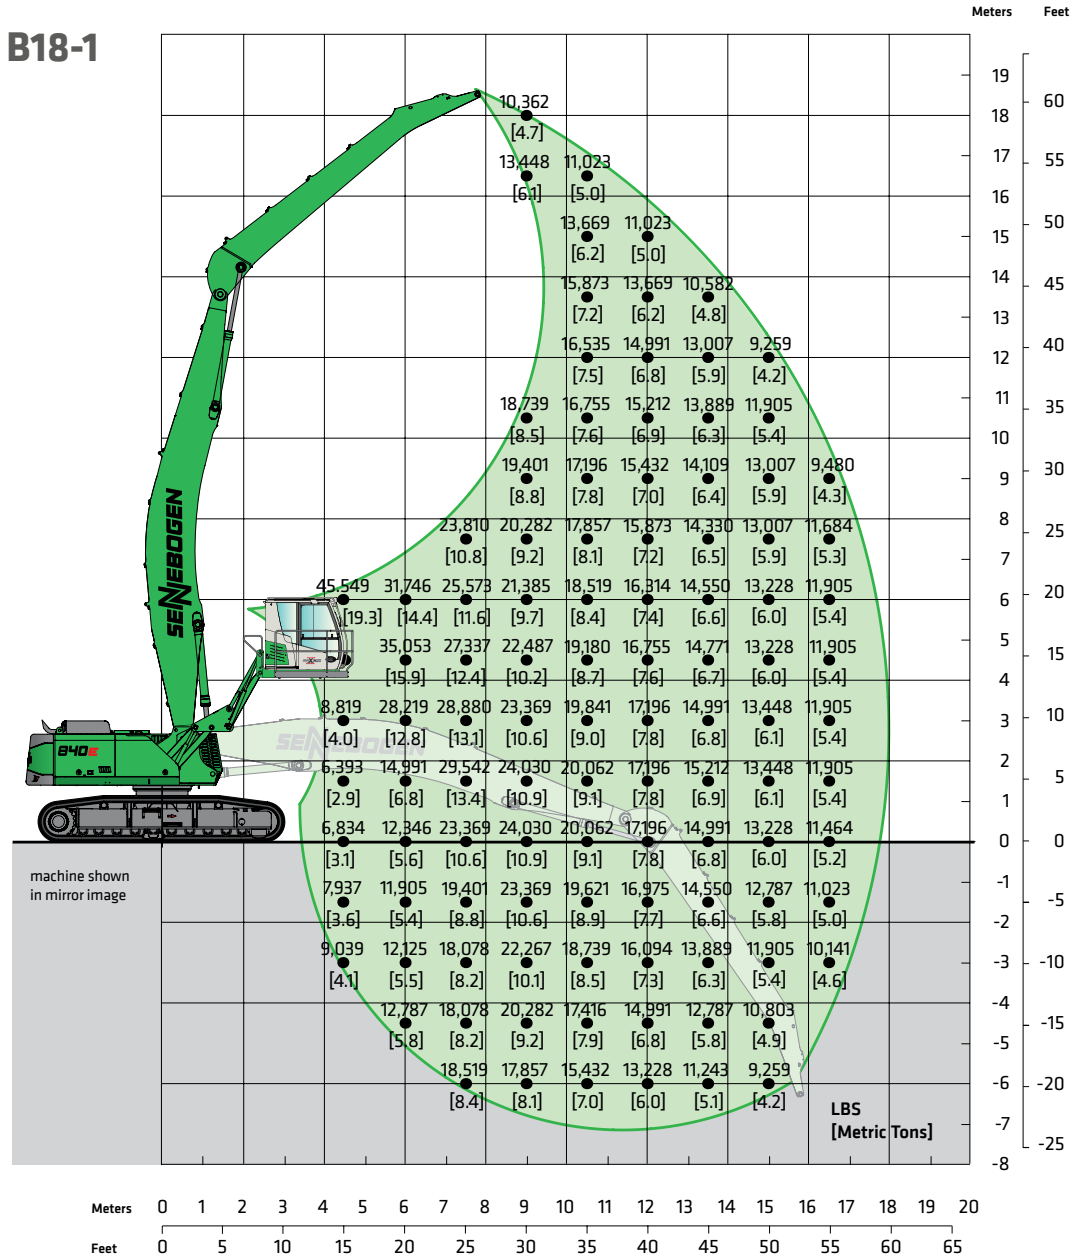 Meters Feet
B18-1
19
10,362 18 60
[4.7]
13,448 11,023 17 55
[6.1] [5.0] 16
13,669 11,023 15 50
[6.2] [5.0]
15,873 13,669 10,582 14 45
[7.2] [6.2] [4.8] 13
16,535 14,991 13,007 9,259 12 40
[7.5] [6.8] [5.9] [4.2]
11
18,739 16,755 15,212 13,889 11,905 35
[8.5] [7.6] [6.9] [6.3] [5.4] 10
19,401 17,196 15,432 14,109 13,007 9,480 9 30
[8.8] [7.8] [7.0] [6.4] [5.9] [4.3]
SENNEBOGEN
23,810 20,282 17,857 15,873 14,330 13,007 11,684 8 25
[10.8] [9.2] [8.1] [7.2] [6.5] [5.9] [5.3] 7
45,549 31,746 25,573 21,385 18,519 16,314 14,550 13,228 11,905 6 20
[19.3] [14.4] [11.6] [9.7] [8.4] [7.4] [6.6] [6.0] [5.4]
35,053 27,337 22,487 19,180 16,755 14,771 13,228 11,905 5 15
[15.9] [12.4] [10.2] [8.7] [7.6] [6.7] [6.0] [5.4] 4
8,819 28,219 28,880 23,369 19,841 17,196 14,991 13,448 11,905 3 10
[4.0] [12.8] [13.1] [10.6] [9.0] [7.8] [6.8] [6.1] [5.4]
SENNEBOGEN
840E
6,393 14,991 29,542 24,030 20,062 17,196 15,212 13,448 11,905 2 5
[2.9] [6.8] [13.4] [10.9] [9.1] [7.8] [6.9] [6.1] [5.4] 1
6,834 12,346 23,369 24,030 20,062 17,196 14,991 13,228 11,464 0 0
[3.1] [5.6] [10.6] [10.9] [9.1] [7.8] [6.8] [6.0] [5.2]
machine shown
in mirror image
7,937 11,905 19,401 23,369 19,621 16,975 14,550 12,787 11,023 -1 -5
[3.6] [5.4] [8.8] [10.6] [8.9] [7.7] [6.6] [5.8] [5.0] -2
9,039 12,125 18,078 22,267 18,739 16,094 13,889 11,905 10,141 -3 -10
[4.1] [5.5] [8.2] [10.1] [8.5] [7.3] [6.3] [5.4] [4.6]
12,787 18,078 20,282 17,416 14,991 12,787 10,803 -4 -15
[5.8] [8.2] [9.2] [7.9] [6.8] [5.8] [4.9] -5
18,519 17,857 15,432 13,228 11,243 9,259 -6 -20
[8.4] [8.1] [7.0] [6.0] [5.1] [4.2]
LBS
[Metric Tons]
-7 -25
-8
Meters 0 1 2 3 4 5 6 7 8 9 10 11 12 13 14 15 16 17 18 19 20
Feet 0 5 10 15 20 25 30 35 40 45 50 55 60 65